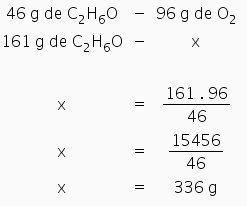 46 g de C₂H₆O – 96 g de O₂
161 g de C₂H₆O – x
x = 161 . 96 / 46
x = 15456 / 46
x = 336 g